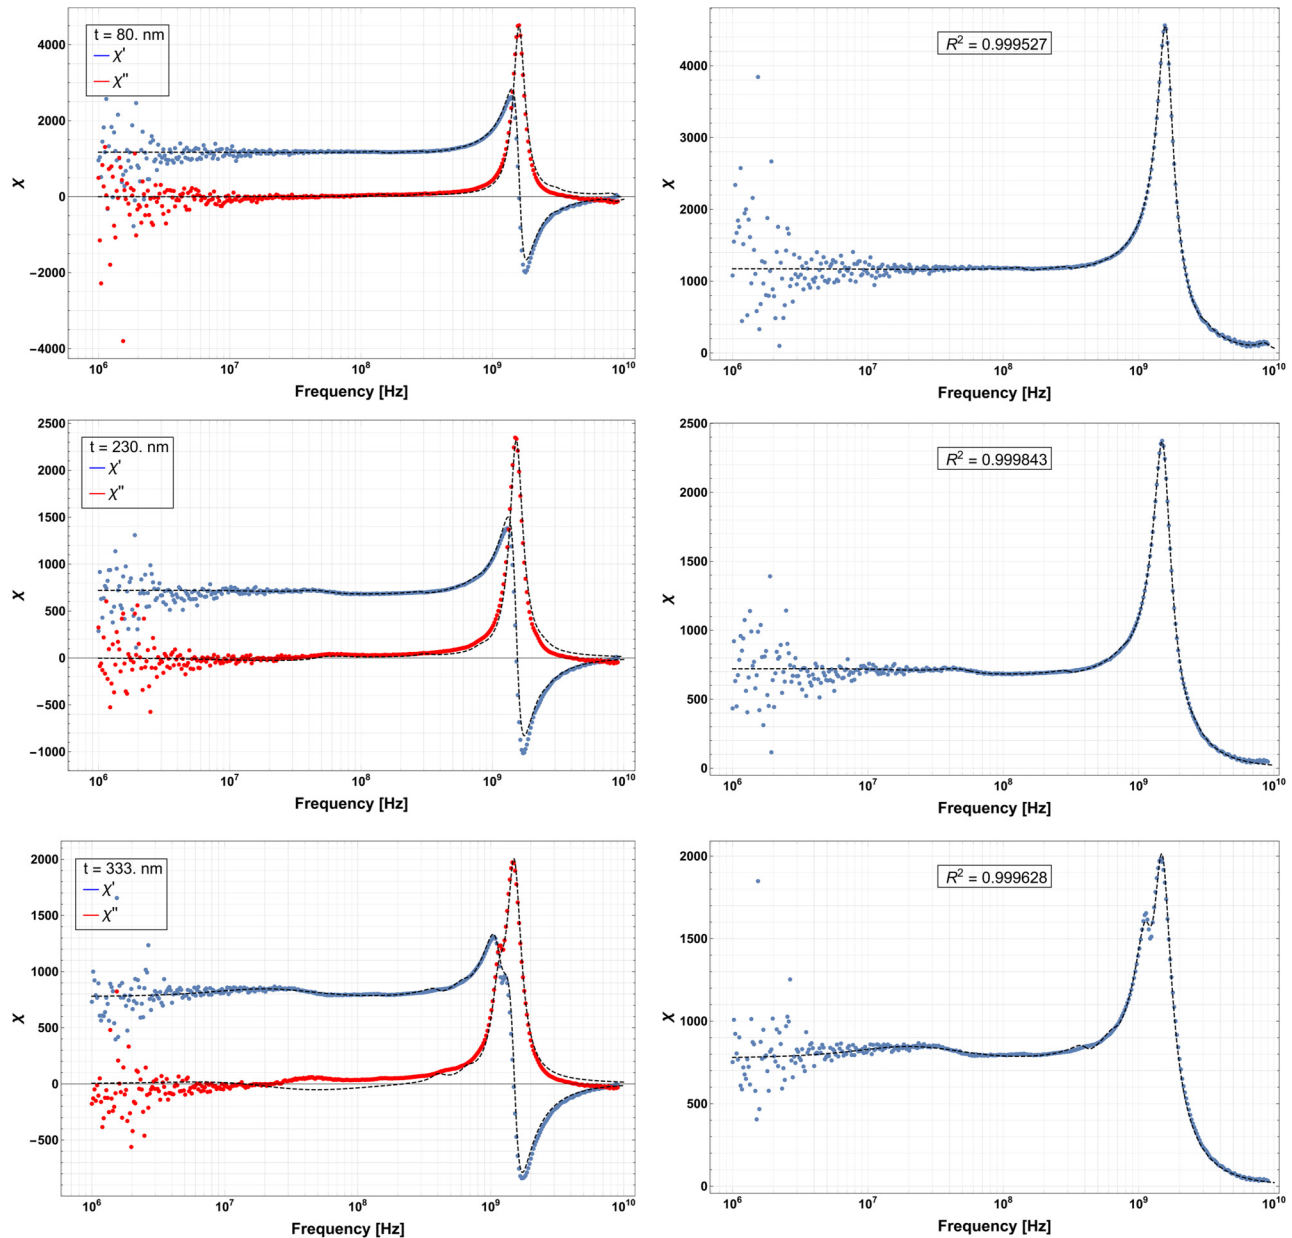 t = 80. nm
χ'
χ''
4000
2000
0
−2000
−4000
χ
10⁶
10⁷
10⁸
10⁹
10¹⁰
Frequency [Hz]
R² = 0.999527
4000
3000
2000
1000
0
χ
10⁶
10⁷
10⁸
10⁹
10¹⁰
Frequency [Hz]
t = 230. nm
χ'
χ''
2500
2000
1500
1000
500
0
−500
−1000
χ
10⁶
10⁷
10⁸
10⁹
10¹⁰
Frequency [Hz]
R² = 0.999843
2500
2000
1500
1000
500
0
χ
10⁶
10⁷
10⁸
10⁹
10¹⁰
Frequency [Hz]
t = 333. nm
χ'
χ''
2000
1500
1000
500
0
−500
χ
10⁶
10⁷
10⁸
10⁹
10¹⁰
Frequency [Hz]
R² = 0.999628
2000
1500
1000
500
0
χ
10⁶
10⁷
10⁸
10⁹
10¹⁰
Frequency [Hz]